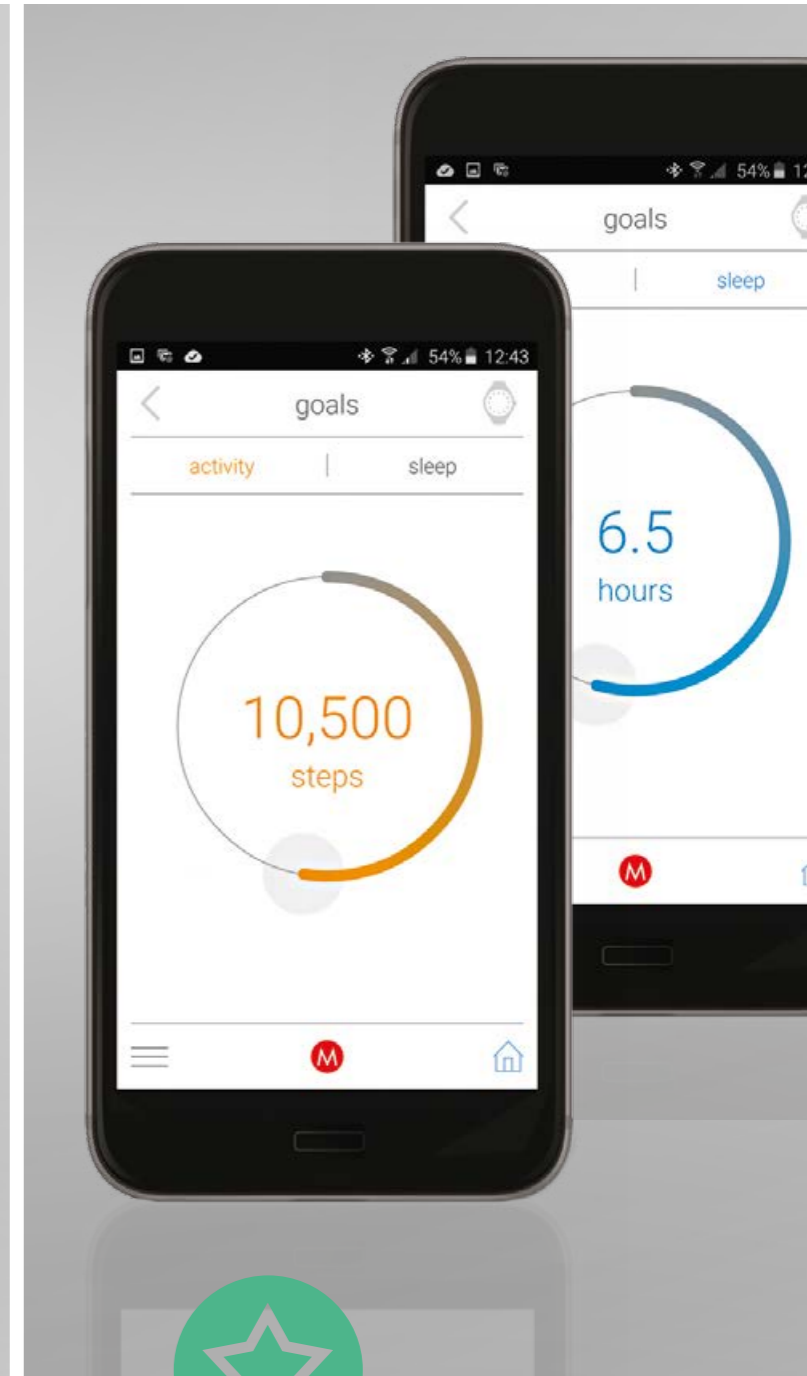 54% 12:43
goals
activity | sleep
10,500
steps
M
54%
goals
| sleep
6.5
hours
M